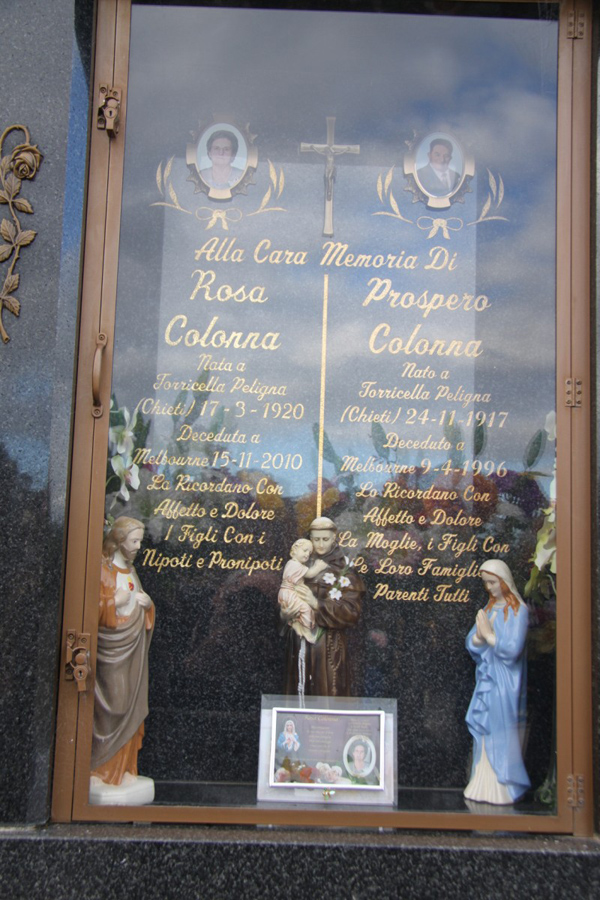 Alla Cara Memoria Di
Rosa
Colonna
Nata a
Torricella Peligna
(Chieti) 17-3-1920
Deceduta a
Melbourne 15-11-2010
La Ricordano Con
Affetto e Dolore
I Figli Con i
Nipoti e Pronipoti
Prospero
Colonna
Nato a
Torricella Peligna
(Chieti) 24-11-1917
Deceduto a
Melbourne 9-4-1996
Lo Ricordano Con
Affetto e Dolore
La Moglie, i Figli Con
Le Loro Famiglie
Parenti Tutti